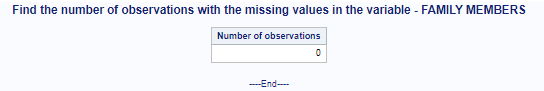 Find the number of observations with the missing values in the variable - FAMILY MEMBERS
Number of observations
0
----End----